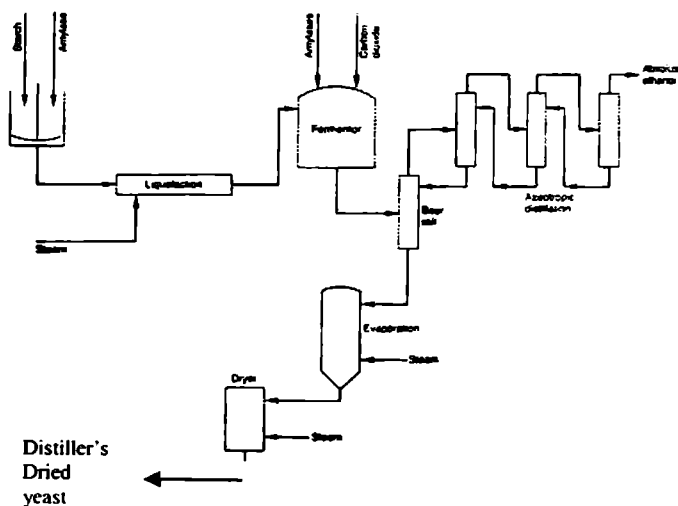 Starch
Amylase
Amylases
Carbon
dioxide
Absolute
ethanol
Fermentor
Liquefaction
Steam
Beer
still
Azeotropic
distillation
Evaporation
Steam
Dryer
Steam
Distiller's
Dried
yeast